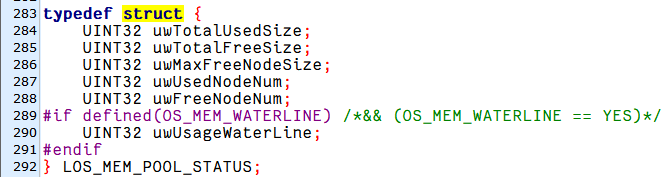 283 typedef struct {
284     UINT32 uwTotalUsedSize;
285     UINT32 uwTotalFreeSize;
286     UINT32 uwMaxFreeNodeSize;
287     UINT32 uwUsedNodeNum;
288     UINT32 uwFreeNodeNum;
289 #if defined(OS_MEM_WATERLINE) /*&& (OS_MEM_WATERLINE == YES)*/
290     UINT32 uwUsageWaterLine;
291 #endif
292 } LOS_MEM_POOL_STATUS;